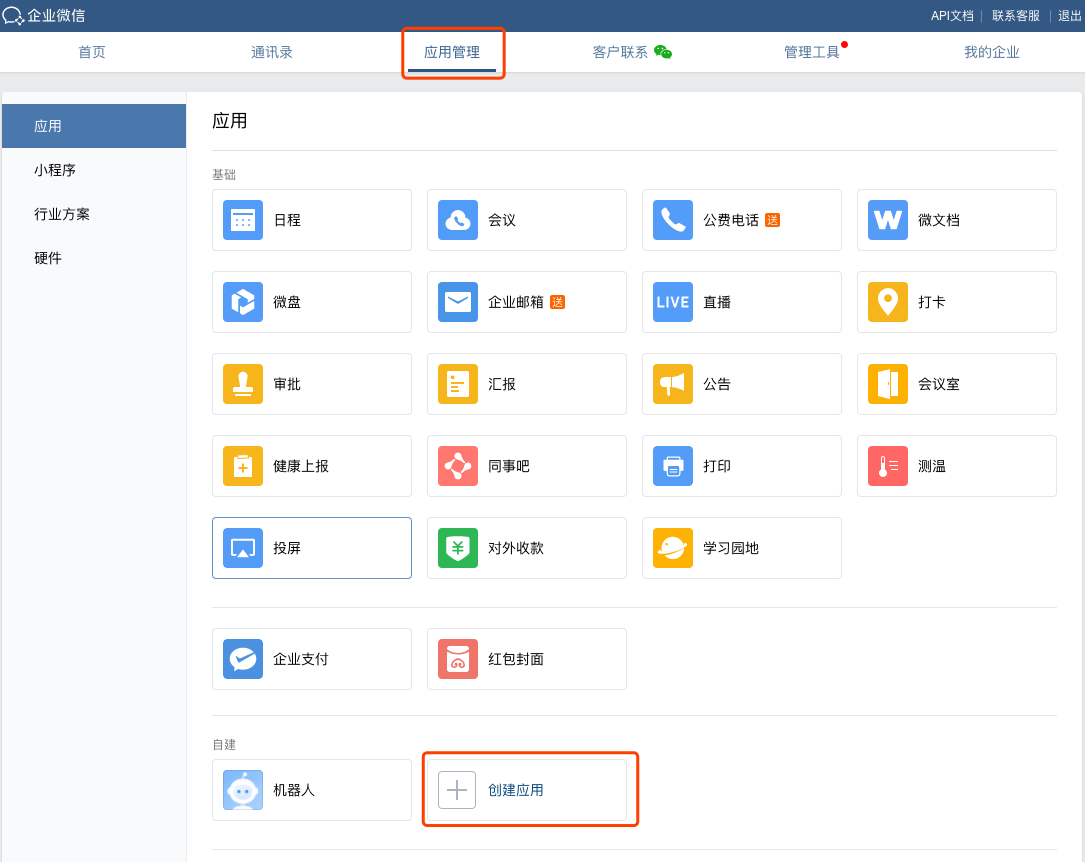 企业微信
API文档 联系客服 退出
首页 通讯录 应用管理 客户联系 管理工具 我的企业
应用
小程序
行业方案
硬件
应用
基础
日程 会议 公费电话 送 W 微文档
微盘 企业邮箱 送 LIVE 直播 打卡
审批 汇报 公告 会议室
健康上报 同事吧 打印 测温
投屏 ¥ 对外收款 学习园地
企业支付 红包封面
自建
机器人 创建应用